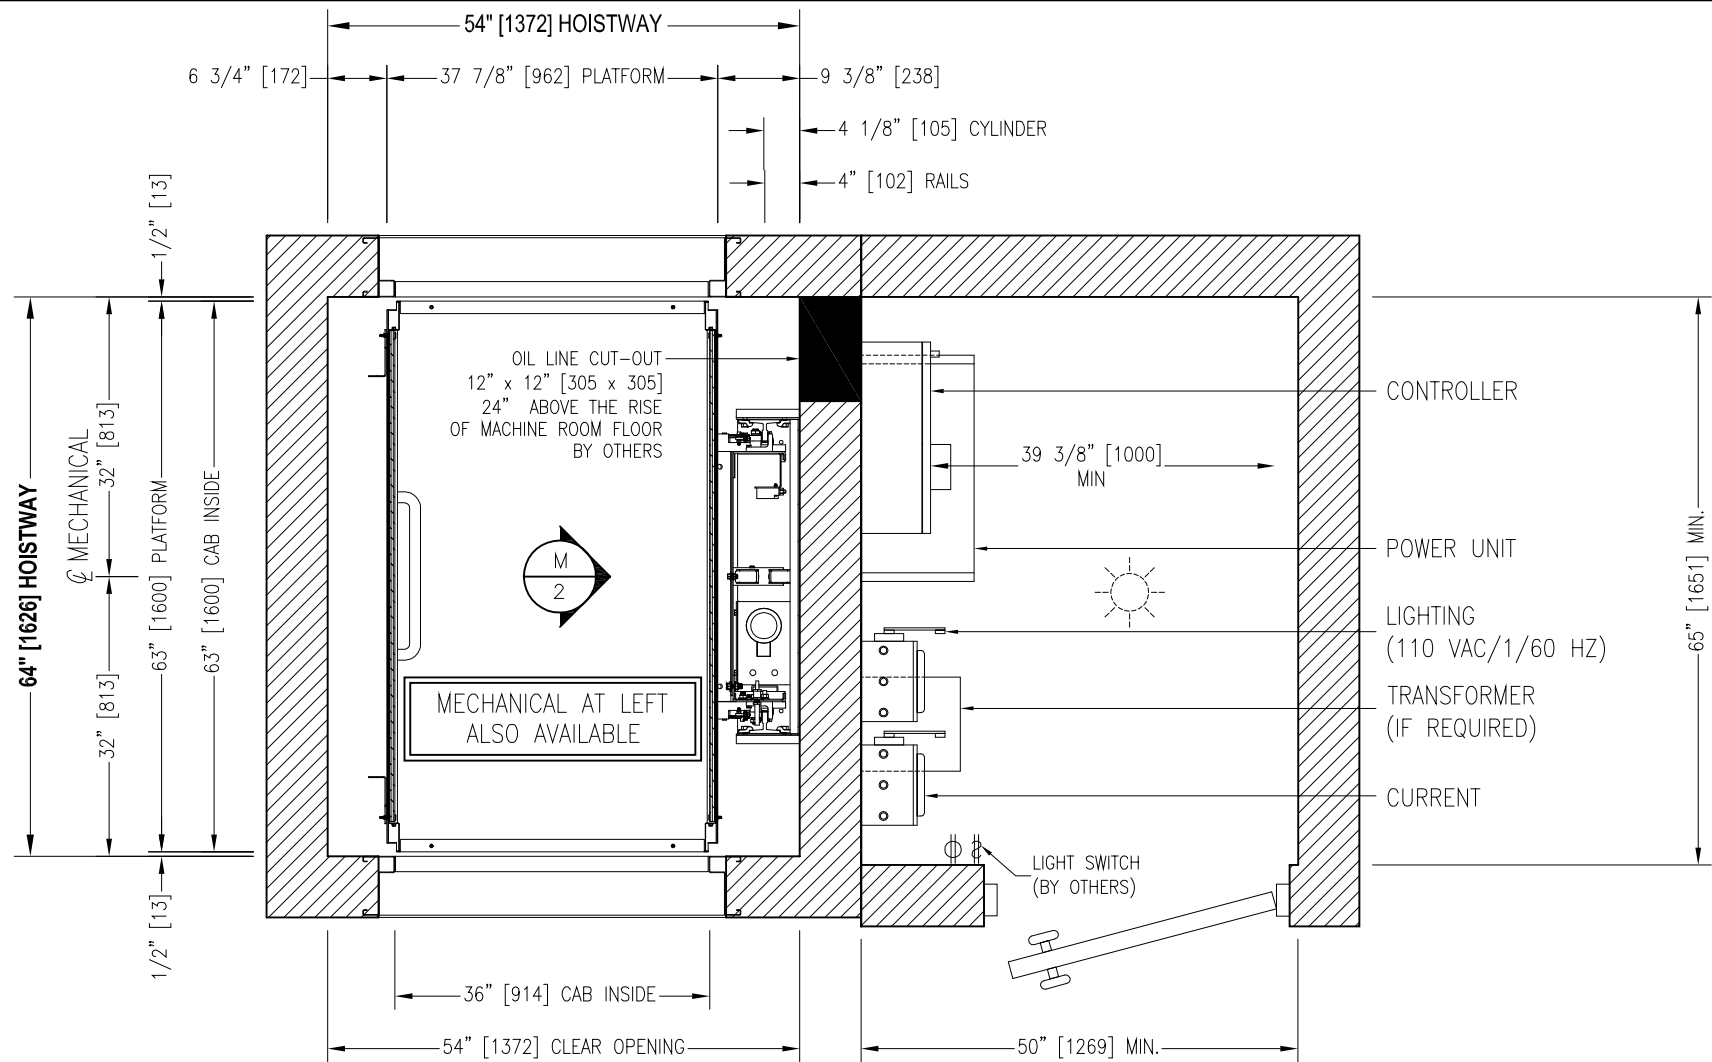 54" [1372] HOISTWAY
6 3/4" [172]
37 7/8" [962] PLATFORM
9 3/8" [238]
4 1/8" [105] CYLINDER
4" [102] RAILS
1/2" [13]
64" [1626] HOISTWAY
℄ MECHANICAL
32" [813]
32" [813]
63" [1600] PLATFORM
63" [1600] CAB INSIDE
1/2" [13]
OIL LINE CUT-OUT
12" x 12" [305 x 305]
24" ABOVE THE RISE
OF MACHINE ROOM FLOOR
BY OTHERS
M
2
MECHANICAL AT LEFT
ALSO AVAILABLE
39 3/8" [1000]
MIN
CONTROLLER
POWER UNIT
LIGHTING
(110 VAC/1/60 HZ)
TRANSFORMER
(IF REQUIRED)
CURRENT
65" [1651] MIN.
LIGHT SWITCH
(BY OTHERS)
36" [914] CAB INSIDE
54" [1372] CLEAR OPENING
50" [1269] MIN.